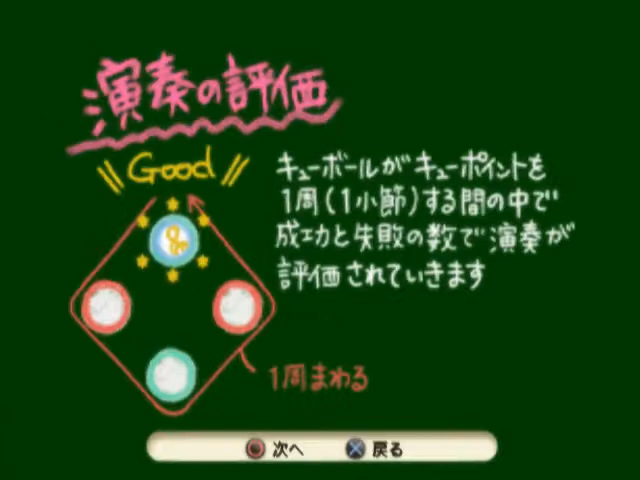 演奏の評価
Good
キューボールがキューポイントを
1周(1小節)する間の中で
成功と失敗の数で演奏が
評価されていきます
1周まわる
次へ 戻る